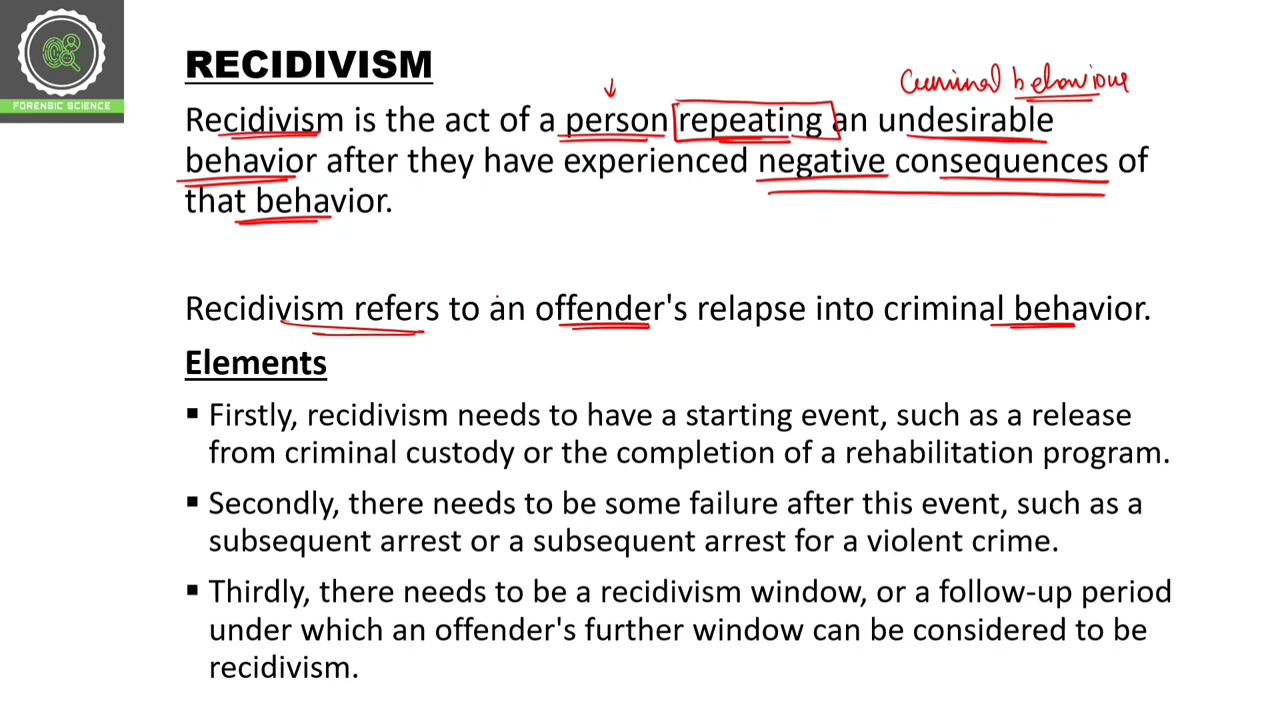 FORENSIC SCIENCE
RECIDIVISM
Criminal behaviour
Recidivism is the act of a person repeating an undesirable
behavior after they have experienced negative consequences of
that behavior.
Recidivism refers to an offender's relapse into criminal behavior.
Elements
▪ Firstly, recidivism needs to have a starting event, such as a release
from criminal custody or the completion of a rehabilitation program.
▪ Secondly, there needs to be some failure after this event, such as a
subsequent arrest or a subsequent arrest for a violent crime.
▪ Thirdly, there needs to be a recidivism window, or a follow-up period
under which an offender's further window can be considered to be
recidivism.